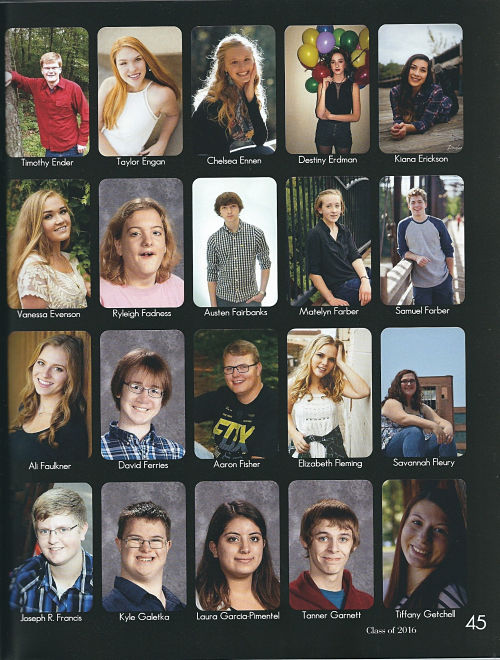 Timothy Ender Taylor Engan Chelsea Ennen Destiny Erdman Kiana Erickson
Vanessa Evenson Ryleigh Fadness Austen Fairbanks Matelyn Farber Samuel Farber
Ali Faulkner David Ferries Aaron Fisher Elizabeth Fleming Savannah Fleury
Joseph R. Francis Kyle Galetka Laura Garcia-Pimentel Tanner Garnett Tiffany Getchell
Class of 2016 45